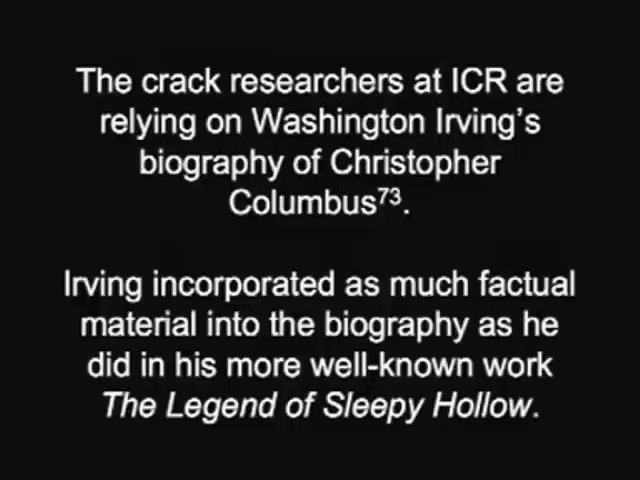 The crack researchers at ICR are
relying on Washington Irving's
biography of Christopher
Columbus⁷³.
Irving incorporated as much factual
material into the biography as he
did in his more well-known work
The Legend of Sleepy Hollow.